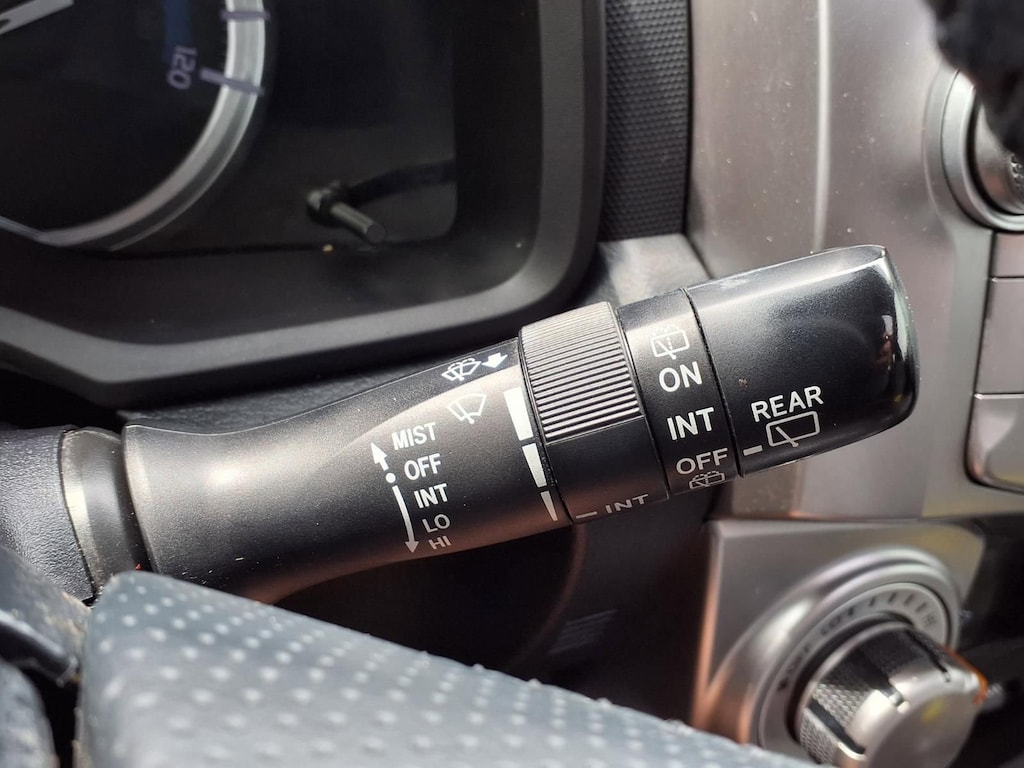 120
MIST
OFF
INT
LO
HI
INT
ON
INT
OFF
REAR